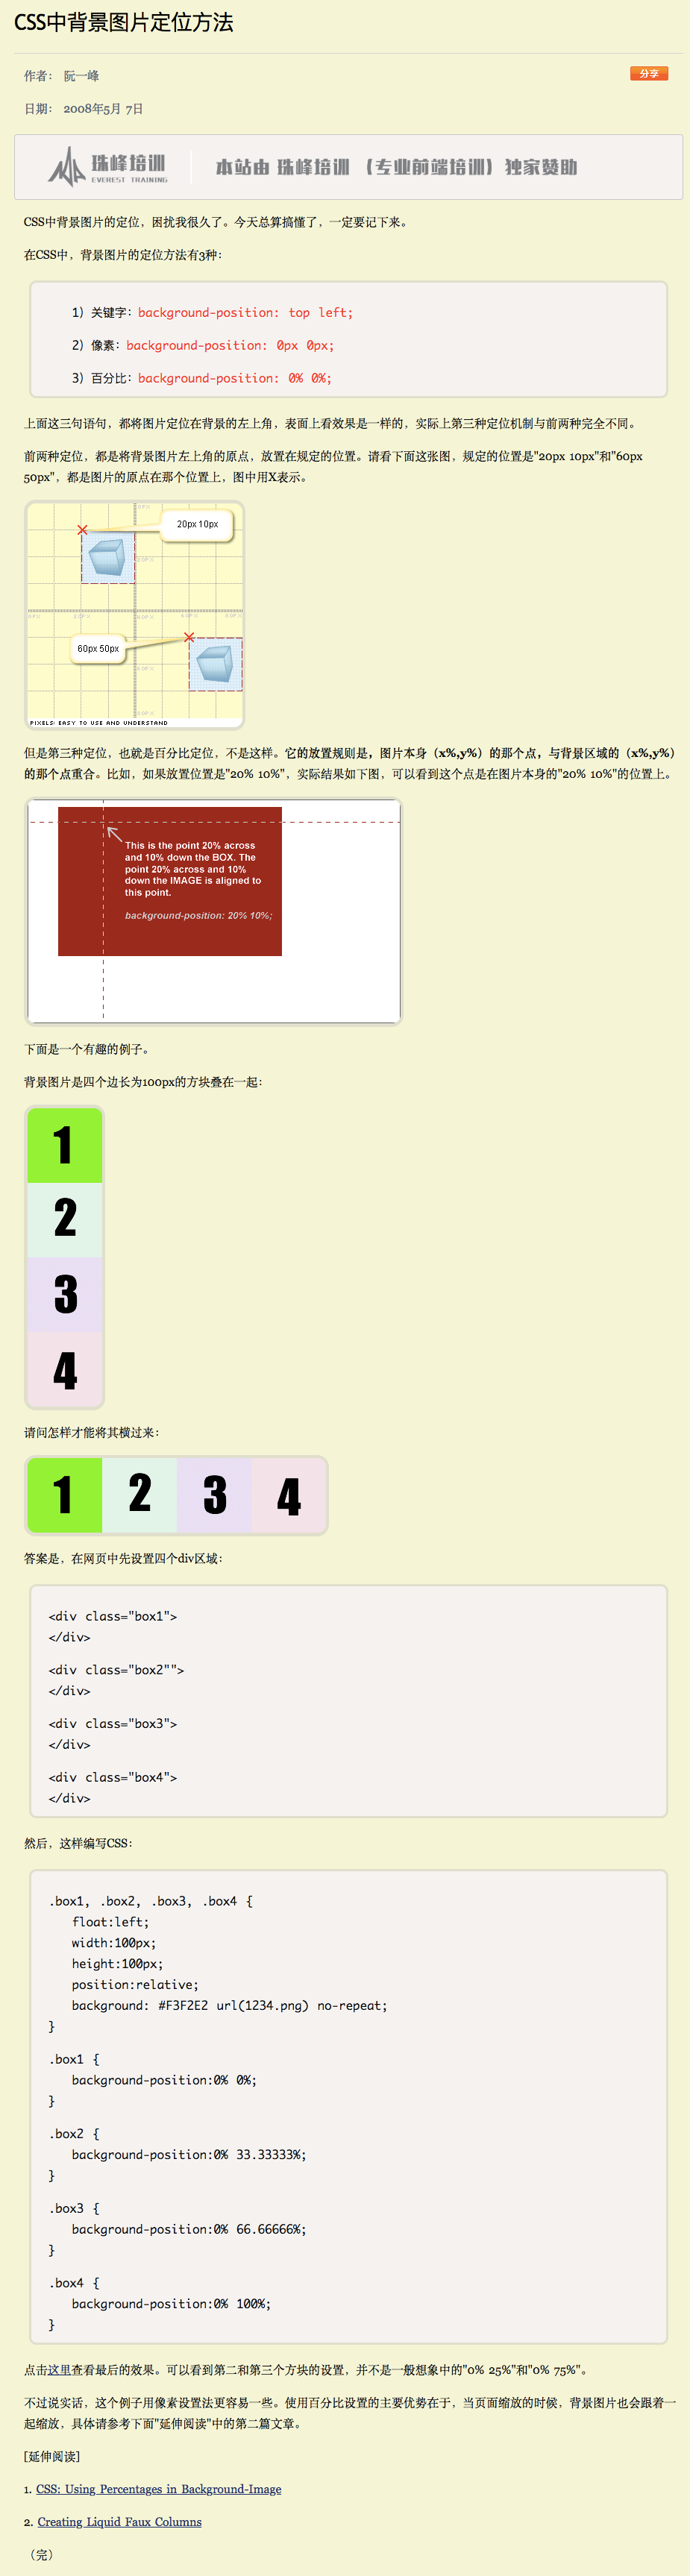 CSS中背景图片定位方法
作者： 阮一峰
分享
日期： 2008年5月 7日
珠峰培训
EVEREST TRAINING
本站由 珠峰培训 （专业前端培训）独家赞助
CSS中背景图片的定位，困扰我很久了。今天总算搞懂了，一定要记下来。
在CSS中，背景图片的定位方法有3种：
1）关键字：background-position: top left;
2）像素：background-position: 0px 0px;
3）百分比：background-position: 0% 0%;
上面这三句语句，都将图片定位在背景的左上角，表面上看效果是一样的，实际上第三种定位机制与前两种完全不同。
前两种定位，都是将背景图片左上角的原点，放置在规定的位置。请看下面这张图，规定的位置是"20px 10px"和"60px
50px"，都是图片的原点在那个位置上，图中用X表示。
20px 10px
60px 50px
PIXELS: EASY TO USE AND UNDERSTAND
但是第三种定位，也就是百分比定位，不是这样。它的放置规则是，图片本身（x%,y%）的那个点，与背景区域的（x%,y%）
的那个点重合。比如，如果放置位置是"20% 10%"，实际结果如下图，可以看到这个点是在图片本身的"20% 10%"的位置上。
This is the point 20% across
and 10% down the BOX. The
point 20% across and 10%
down the IMAGE is aligned to
this point.
background-position: 20% 10%;
下面是一个有趣的例子。
背景图片是四个边长为100px的方块叠在一起：
1
2
3
4
请问怎样才能将其横过来：
1 2 3 4
答案是，在网页中先设置四个div区域：
<div class="box1">
</div>
<div class="box2"">
</div>
<div class="box3">
</div>
<div class="box4">
</div>
然后，这样编写CSS：
.box1, .box2, .box3, .box4 {
float:left;
width:100px;
height:100px;
position:relative;
background: #F3F2E2 url(1234.png) no-repeat;
}
.box1 {
background-position:0% 0%;
}
.box2 {
background-position:0% 33.33333%;
}
.box3 {
background-position:0% 66.66666%;
}
.box4 {
background-position:0% 100%;
}
点击这里查看最后的效果。可以看到第二和第三个方块的设置，并不是一般想象中的"0% 25%"和"0% 75%"。
不过说实话，这个例子用像素设置法更容易一些。使用百分比设置的主要优势在于，当页面缩放的时候，背景图片也会跟着一
起缩放，具体请参考下面"延伸阅读"中的第二篇文章。
[延伸阅读]
1. CSS: Using Percentages in Background-Image
2. Creating Liquid Faux Columns
（完）